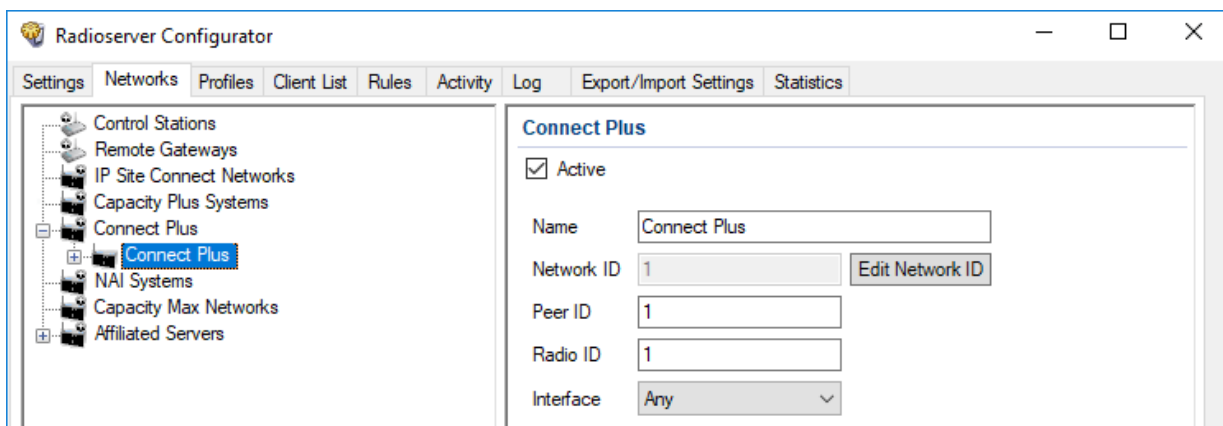 Radioserver Configurator
Settings Networks Profiles Client List Rules Activity Log Export/Import Settings Statistics
Control Stations
Remote Gateways
IP Site Connect Networks
Capacity Plus Systems
Connect Plus
Connect Plus
NAI Systems
Capacity Max Networks
Affiliated Servers
Connect Plus
Active
Name Connect Plus
Network ID 1 Edit Network ID
Peer ID 1
Radio ID 1
Interface Any